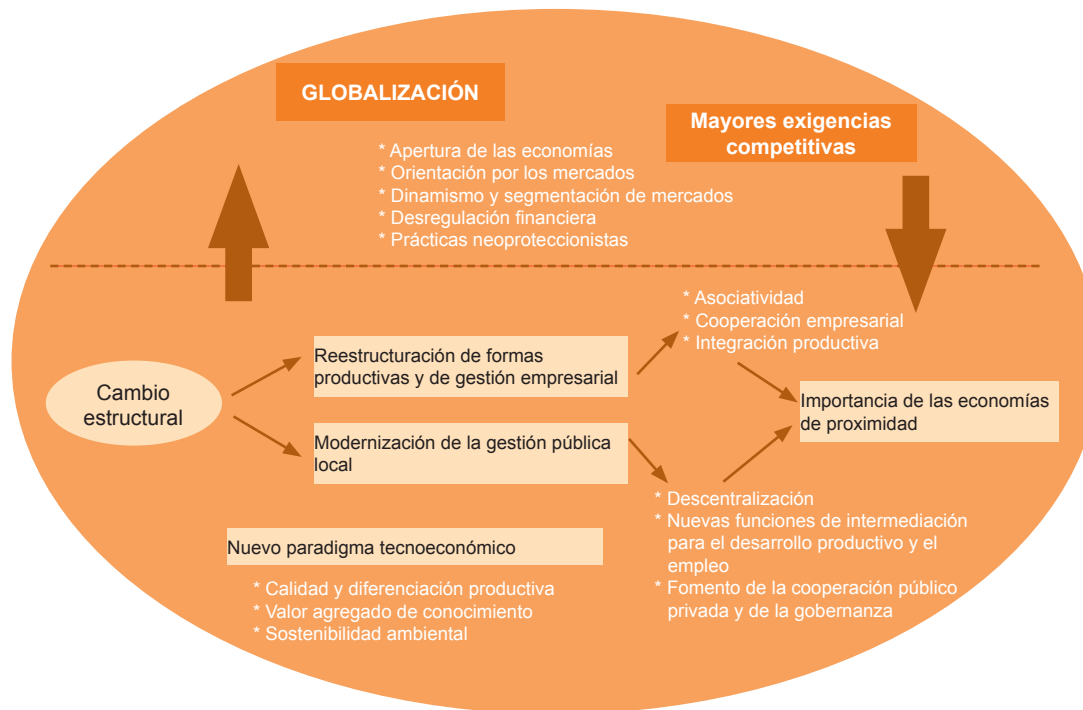 GLOBALIZACIÓN
Mayores exigencias
competitivas
* Apertura de las economías
* Orientación por los mercados
* Dinamismo y segmentación de mercados
* Desregulación financiera
* Prácticas neoproteccionistas
* Asociatividad
* Cooperación empresarial
* Integración productiva
Reestructuración de formas
productivas y de gestión empresarial
Cambio
estructural
Importancia de las economías
de proximidad
Modernización de la gestión pública
local
* Descentralización
* Nuevas funciones de intermediación
para el desarrollo productivo y el
empleo
* Fomento de la cooperación público
privada y de la gobernanza
Nuevo paradigma tecnoeconómico
* Calidad y diferenciación productiva
* Valor agregado de conocimiento
* Sostenibilidad ambiental